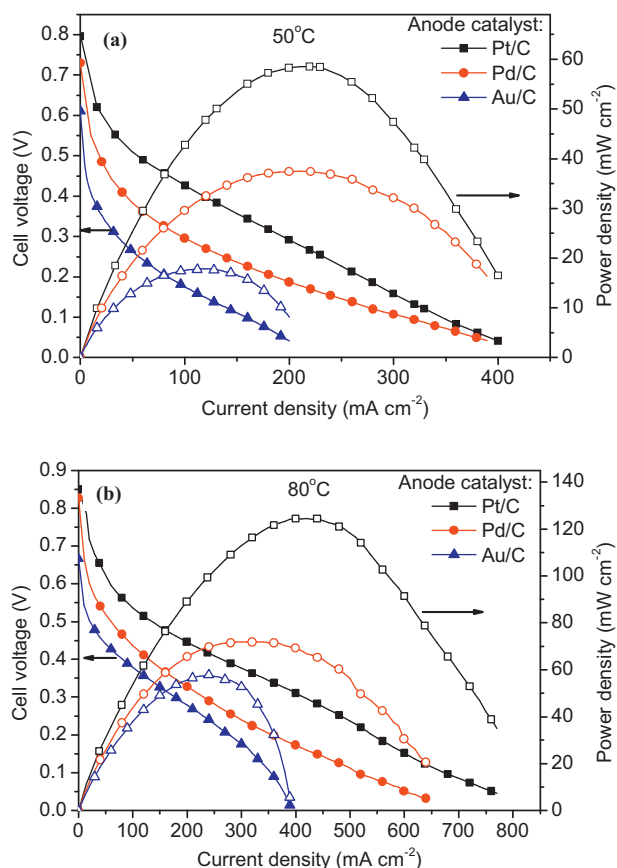 (a)
50°C
Anode catalyst:
Pt/C
Pd/C
Au/C
0.8
0.7
0.6
0.5
0.4
0.3
0.2
0.1
0.0
Cell voltage (V)
60
50
40
30
20
10
0
Power density (mW cm-2)
0 100 200 300 400
Current density (mA cm-2)
(b)
80°C
Anode catalyst:
Pt/C
Pd/C
Au/C
0.9
0.8
0.7
0.6
0.5
0.4
0.3
0.2
0.1
0.0
Cell voltage (V)
140
120
100
80
60
40
20
0
Power density (mW cm-2)
0 100 200 300 400 500 600 700 800
Current density (mA cm-2)